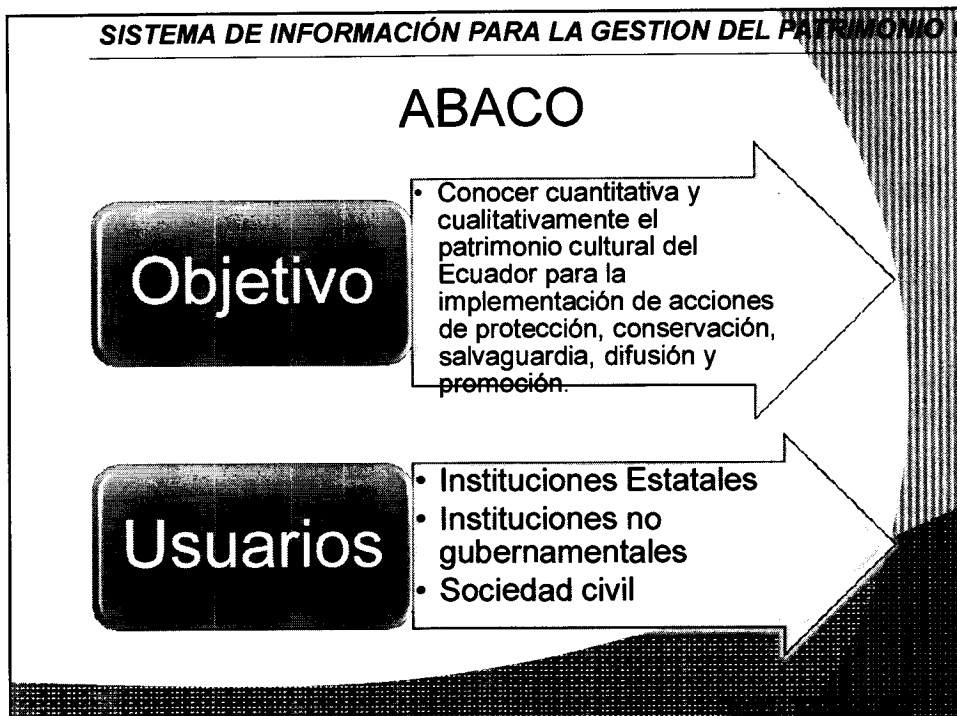 SISTEMA DE INFORMACIÓN PARA LA GESTION DEL PATRIMONIO
ABACO
Objetivo
• Conocer cuantitativa y
cualitativamente el
patrimonio cultural del
Ecuador para la
implementación de acciones
de protección, conservación,
salvaguardia, difusión y
promoción.
Usuarios
• Instituciones Estatales
• Instituciones no
gubernamentales
• Sociedad civil